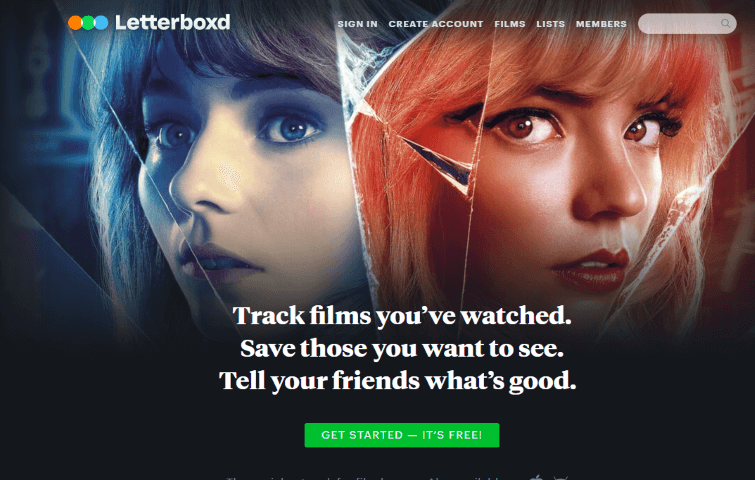 Letterboxd
SIGN IN CREATE ACCOUNT FILMS LISTS MEMBERS
Track films you’ve watched.
Save those you want to see.
Tell your friends what’s good.
GET STARTED — IT’S FREE!